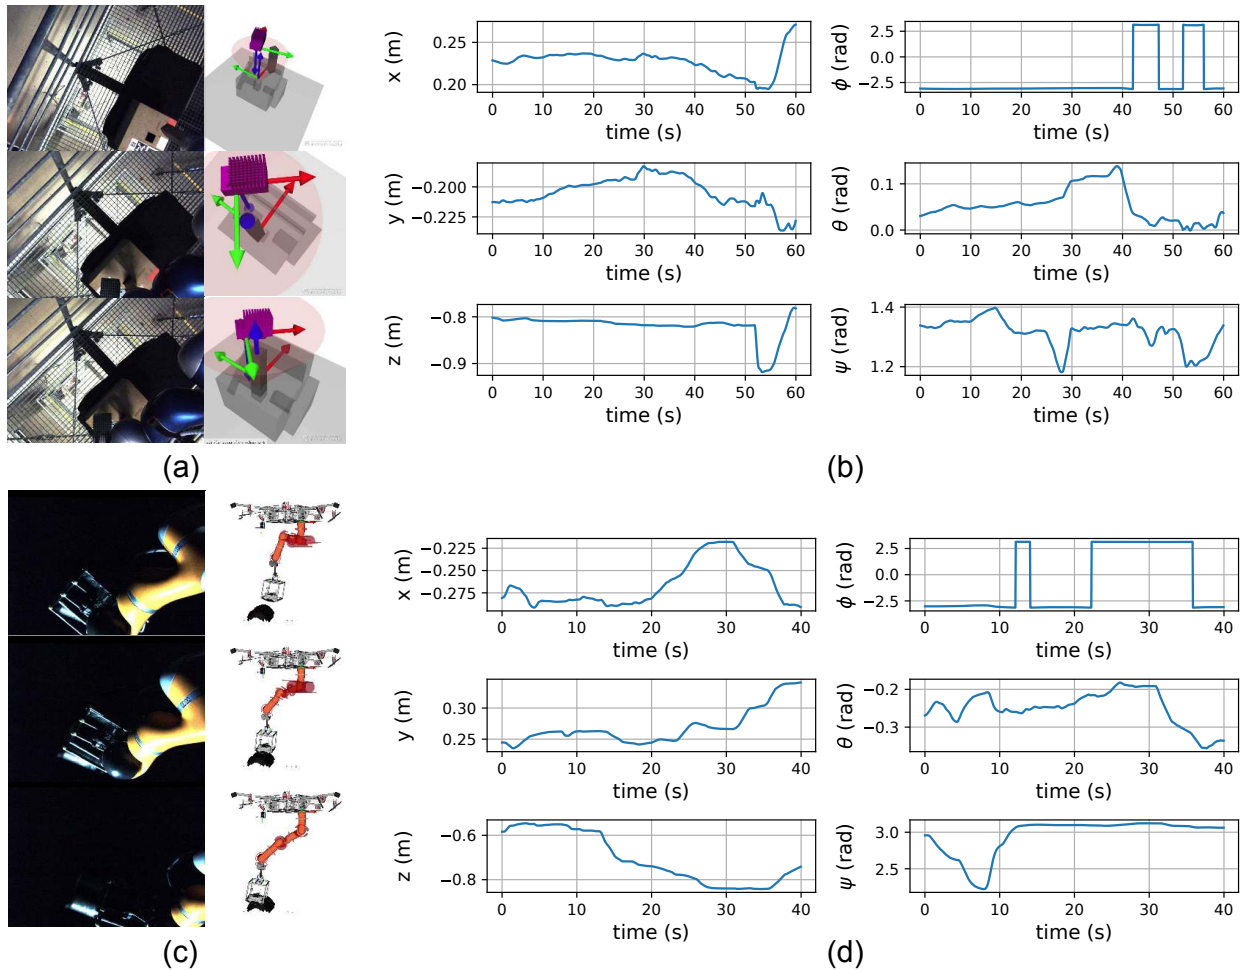 x (m)
0.25
0.20
0 10 20 30 40 50 60
time (s)
ϕ (rad)
2.5
0.0
−2.5
0 10 20 30 40 50 60
time (s)
y (m)
−0.200
−0.225
0 10 20 30 40 50 60
time (s)
θ (rad)
0.1
0.0
0 10 20 30 40 50 60
time (s)
z (m)
−0.8
−0.9
0 10 20 30 40 50 60
time (s)
ψ (rad)
1.4
1.2
0 10 20 30 40 50 60
time (s)
(a)
(b)
x (m)
−0.225
−0.250
−0.275
0 10 20 30 40
time (s)
ϕ (rad)
2.5
0.0
−2.5
0 10 20 30 40
time (s)
y (m)
0.30
0.25
0 10 20 30 40
time (s)
θ (rad)
−0.2
−0.3
0 10 20 30 40
time (s)
z (m)
−0.6
−0.8
0 10 20 30 40
time (s)
ψ (rad)
3.0
2.5
0 10 20 30 40
time (s)
(c)
(d)